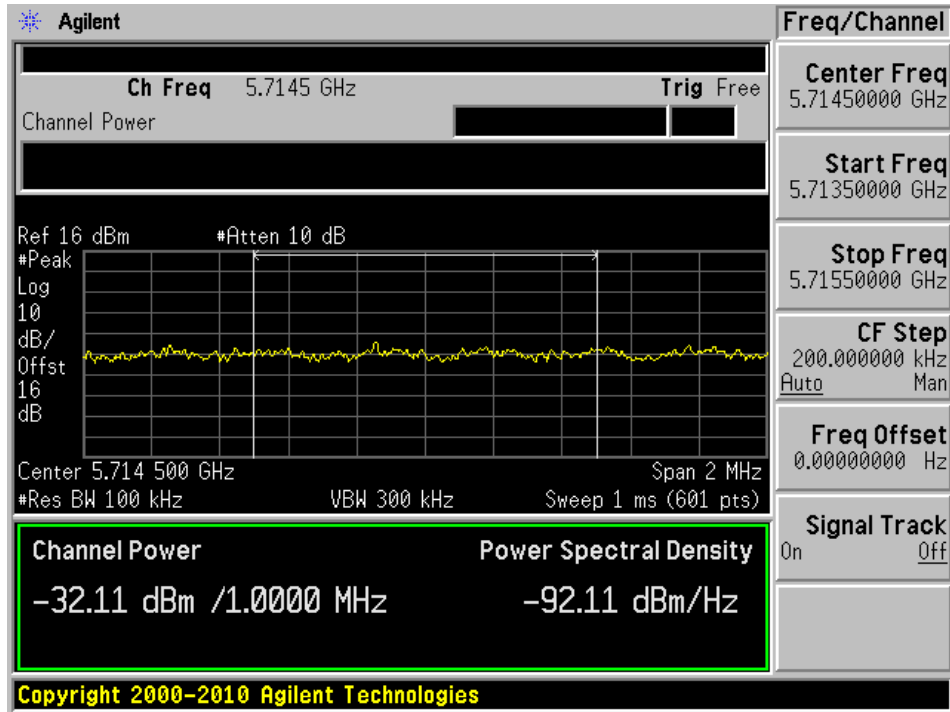 Agilent
Ch Freq 5.7145 GHz Trig Free
Channel Power
Ref 16 dBm #Atten 10 dB
#Peak
Log
10
dB/
Offst
16
dB
Center 5.714 500 GHz Span 2 MHz
#Res BW 100 kHz VBW 300 kHz Sweep 1 ms (601 pts)
Channel Power Power Spectral Density
-32.11 dBm /1.0000 MHz -92.11 dBm/Hz
Copyright 2000-2010 Agilent Technologies
Freq/Channel
Center Freq
5.71450000 GHz
Start Freq
5.71350000 GHz
Stop Freq
5.71550000 GHz
CF Step
200.000000 kHz
Auto Man
Freq Offset
0.00000000 Hz
Signal Track
On Off